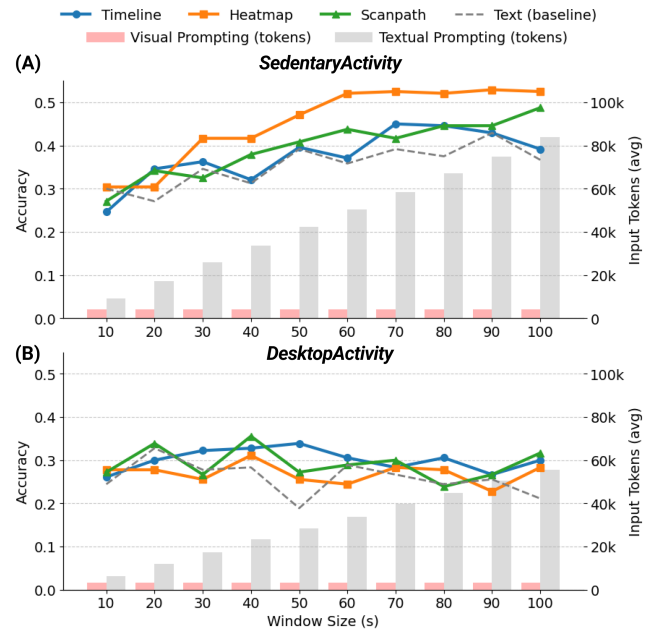 Timeline Heatmap Scanpath Text (baseline)
Visual Prompting (tokens) Textual Prompting (tokens)
(A) SedentaryActivity
0.5 100k
0.4 80k
0.3 60k
0.2 40k
0.1 20k
0.0 0
Accuracy
Input Tokens (avg)
10 20 30 40 50 60 70 80 90 100
(B) DesktopActivity
0.5 100k
0.4 80k
0.3 60k
0.2 40k
0.1 20k
0.0 0
Accuracy
Input Tokens (avg)
10 20 30 40 50 60 70 80 90 100
Window Size (s)